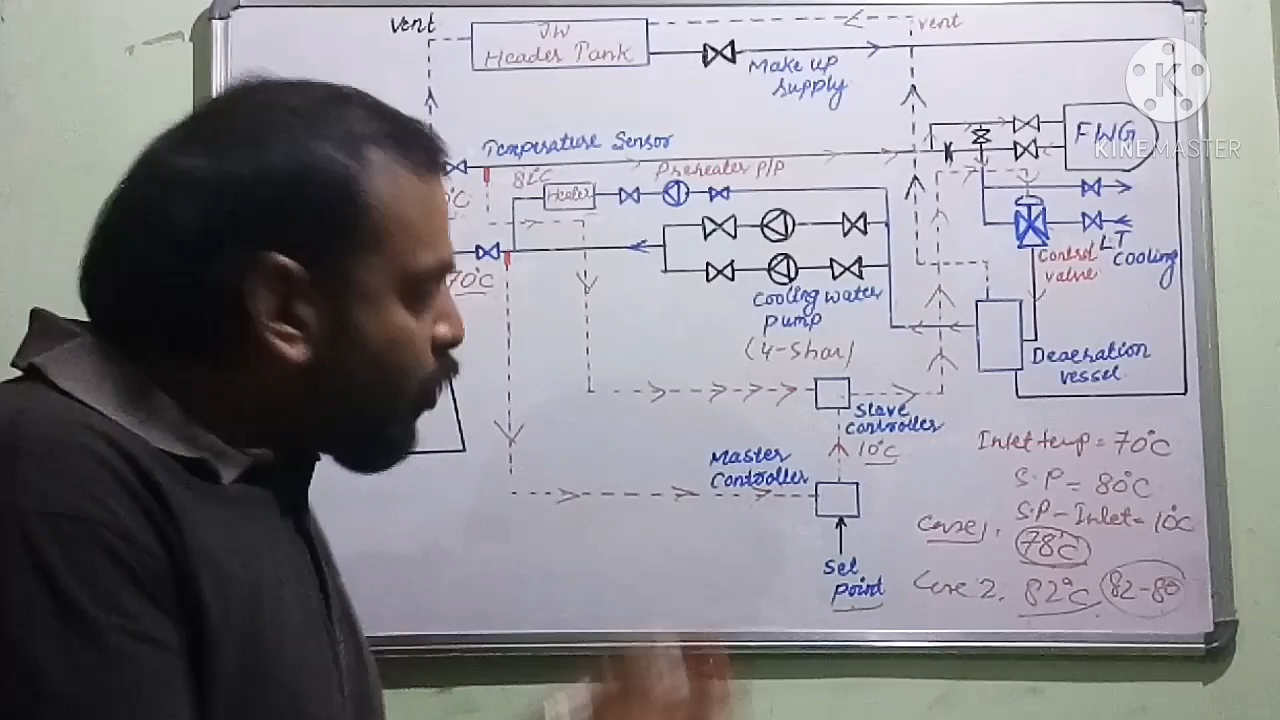 vent
JW
Header Tank
vent
Make up
supply
K
KINEMASTER
FWG
Temperature Sensor
82°C
Preheater P/P
Heater
°C
70°C
LT
cooling
Control
valve
Cooling water
pump
(4-5bar)
Deaeration
vessel
Slave
controller
10°C
Master
Controller
Set
point
Inlet temp = 70°C
S.P = 80°C
S.P - Inlet = 10°C
Case 1.
78°C
Case 2. 82°C 82-80